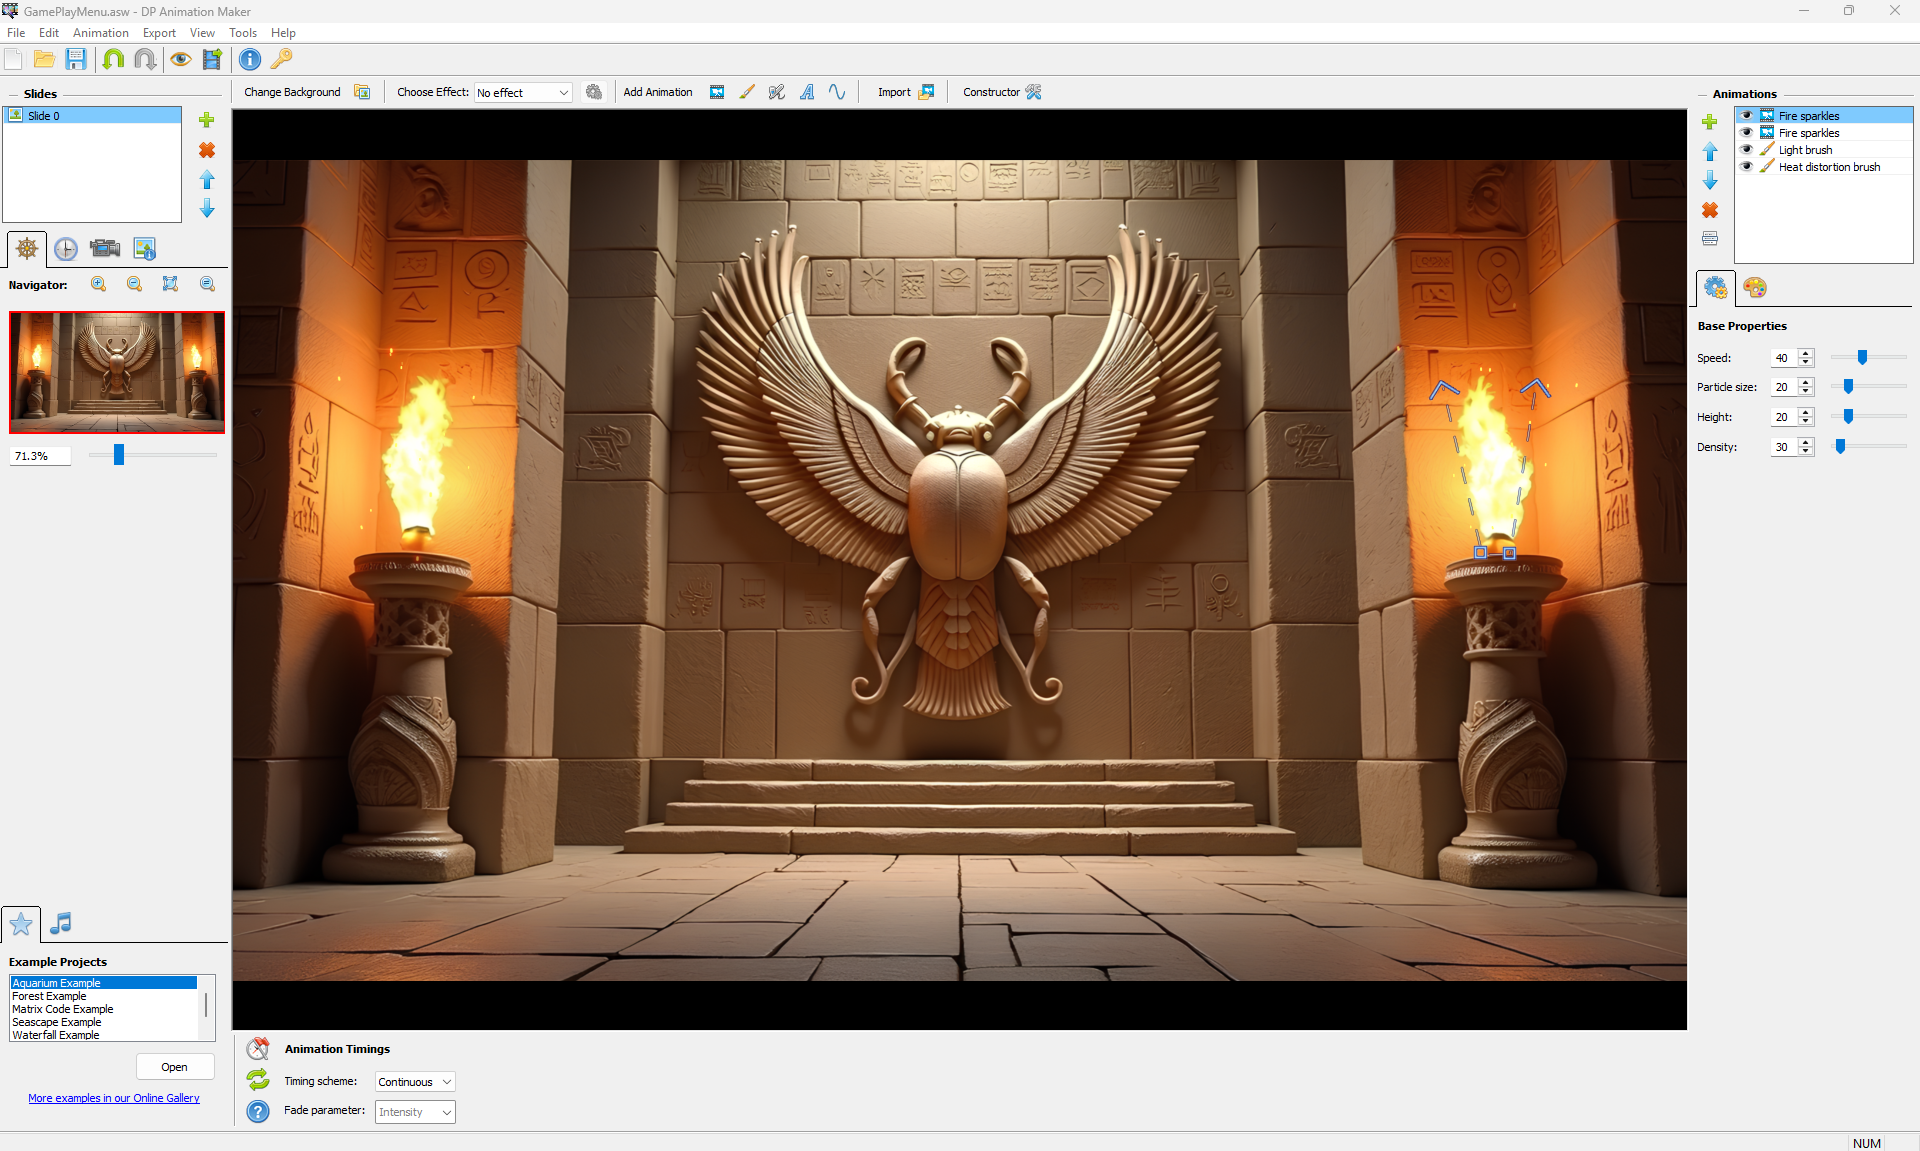 GamePlayMenu.asw - DP Animation Maker
File Edit Animation Export View Tools Help
Slides
Slide 0
Change Background
Choose Effect: No effect
Add Animation
Import
Constructor
Animations
Fire sparkles
Fire sparkles
Light brush
Heat distortion brush
Navigator:
71.3%
Base Properties
Speed: 40
Particle size: 20
Height: 20
Density: 30
Example Projects
Aquarium Example
Forest Example
Matrix Code Example
Seascape Example
Waterfall Example
Open
More examples in our Online Gallery
Animation Timings
Timing scheme: Continuous
Fade parameter: Intensity
NUM